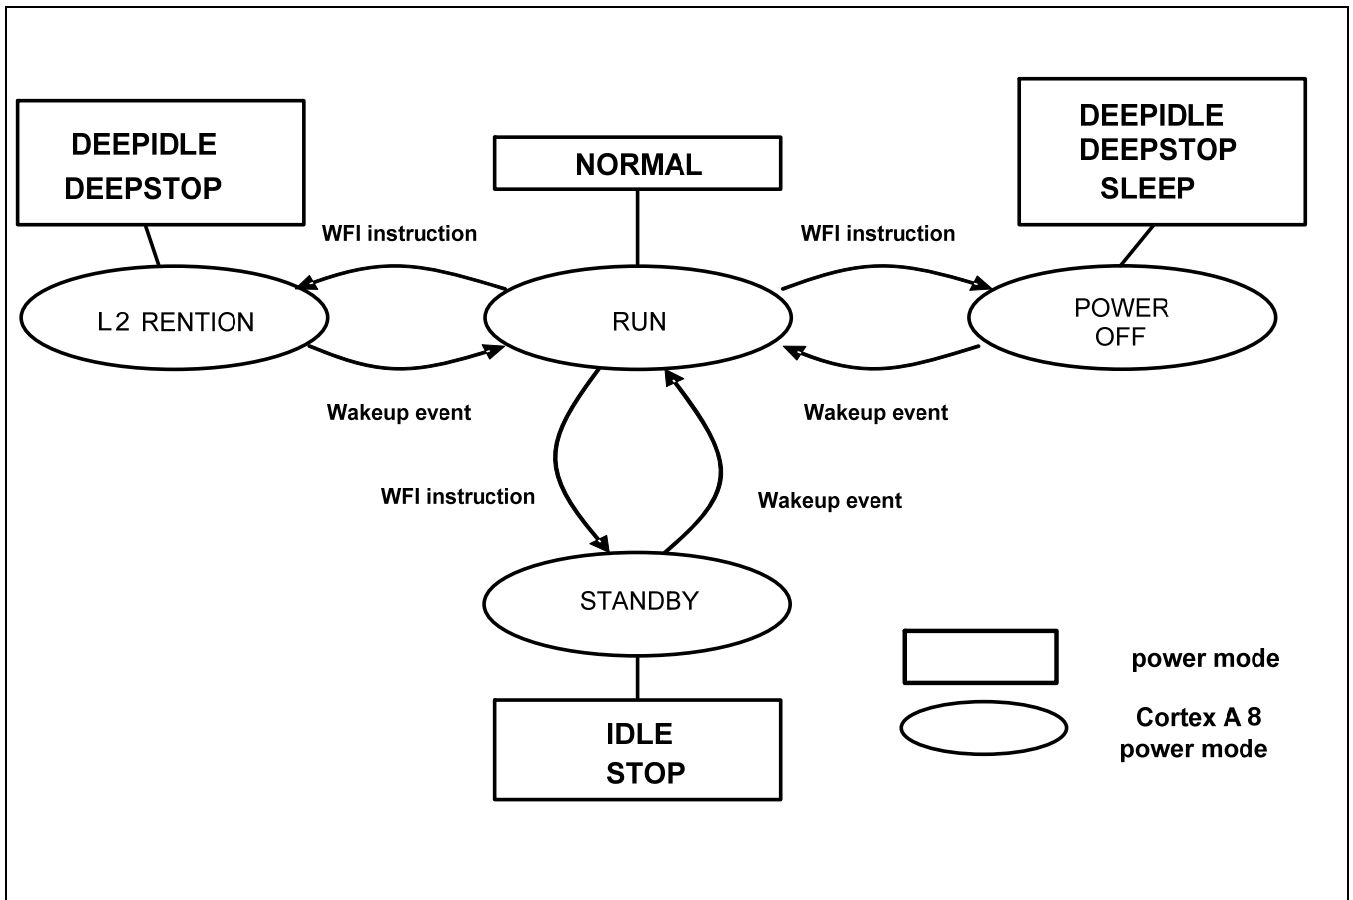 DEEPIDLE
DEEPSTOP
NORMAL
DEEPIDLE
DEEPSTOP
SLEEP
WFI instruction
WFI instruction
L2 RENTION
RUN
POWER
OFF
Wakeup event
Wakeup event
WFI instruction
Wakeup event
STANDBY
IDLE
STOP
power mode
Cortex A 8
power mode